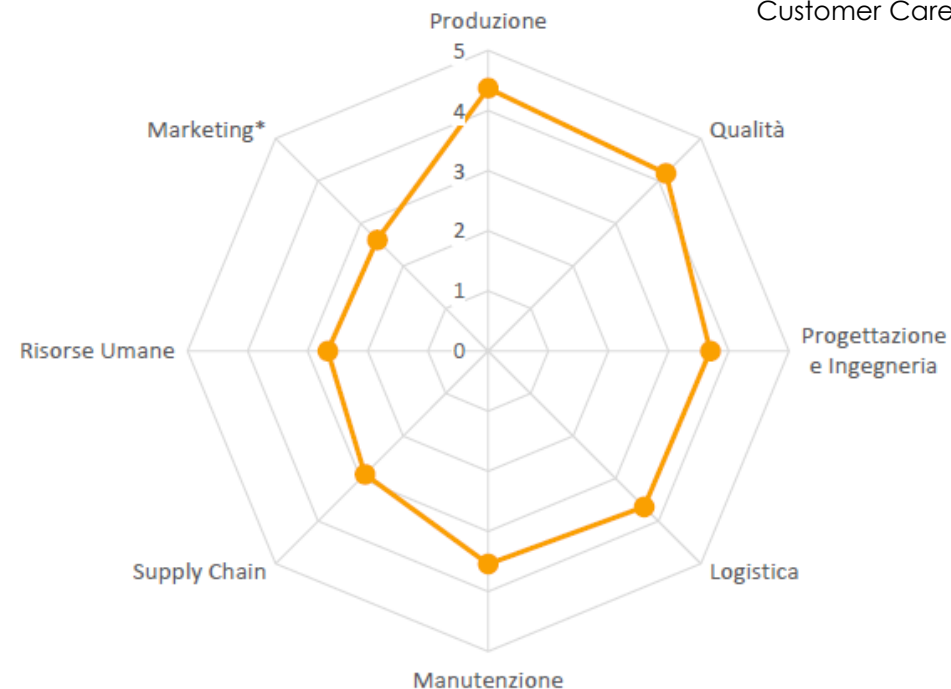 Customer Care
Produzione
5
4
Marketing*
Qualità
3
2
1
Risorse Umane
0
Progettazione
e Ingegneria
Supply Chain
Logistica
Manutenzione